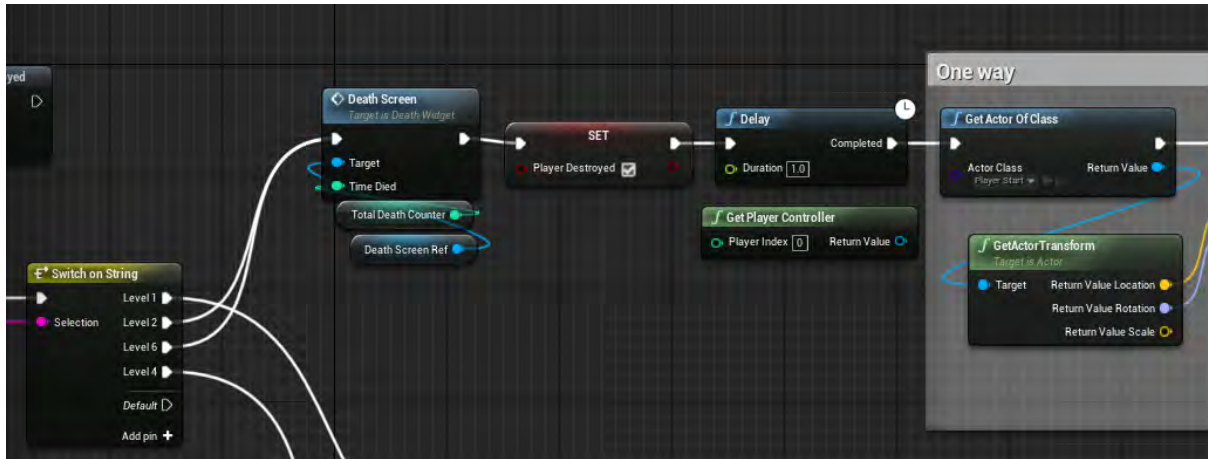 yed
Death Screen
Target is Death Widget
Target
Time Died
Total Death Counter
Death Screen Ref
SET
Player Destroyed
Delay
Completed
Duration 1.0
Get Player Controller
Player Index 0 Return Value
One way
Get Actor Of Class
Actor Class Return Value
Player Start
GetActorTransform
Target is Actor
Target Return Value Location
Return Value Rotation
Return Value Scale
Switch on String
Level 1
Selection Level 2
Level 6
Level 4
Default
Add pin +